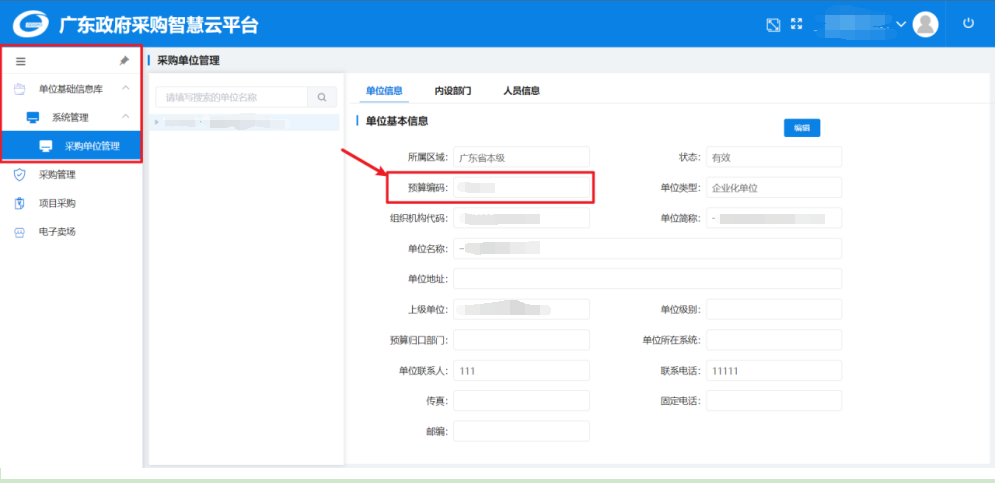 广东政府采购智慧云平台
单位基础信息库
系统管理
采购单位管理
采购管理
项目采购
电子卖场
采购单位管理
请填写搜索的单位名称
单位信息 内设部门 人员信息
单位基本信息
编辑
所属区域: 广东省本级 状态: 有效
预算编码: 单位类型: 企业化单位
组织机构代码: 单位简称: -
单位名称: -
单位地址:
上级单位: 单位级别:
预算归口部门: 单位所在系统:
单位联系人: 111 联系电话: 11111
传真: 固定电话:
邮编: